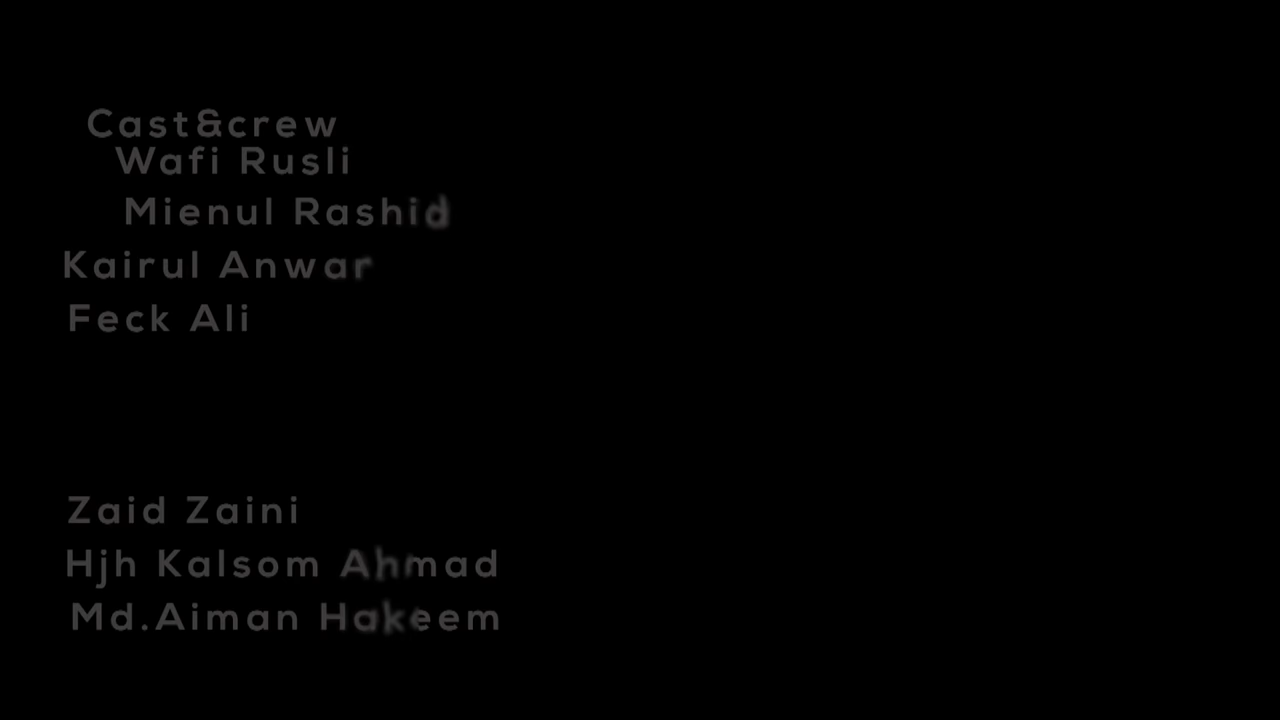 Cast&crew
Wafi Rusli
Mienul Rashid
Kairul Anwar
Feck Ali
Zaid Zaini
Hjh Kalsom Ahmad
Md.Aiman Hakeem